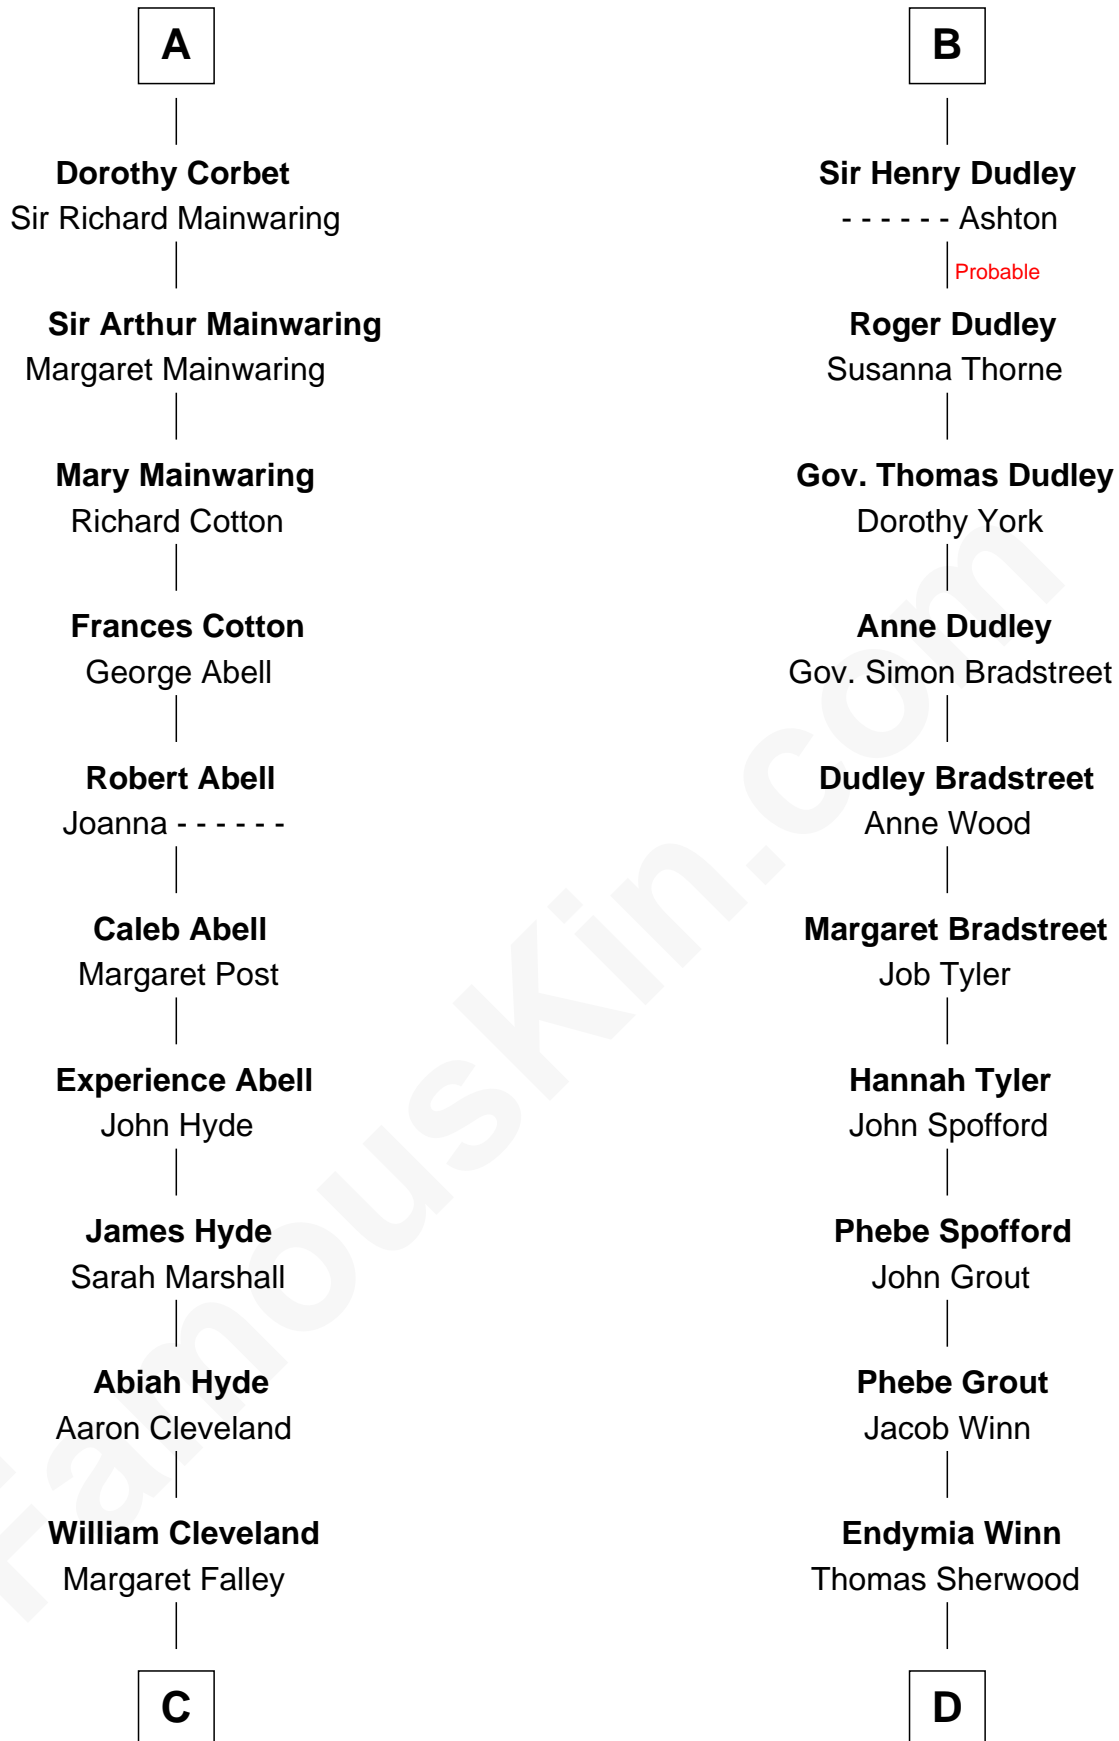 A
Dorothy Corbet
Sir Richard Mainwaring
Sir Arthur Mainwaring
Margaret Mainwaring
Mary Mainwaring
Richard Cotton
Frances Cotton
George Abell
Robert Abell
Joanna - - - - - -
Caleb Abell
Margaret Post
Experience Abell
John Hyde
James Hyde
Sarah Marshall
Abiah Hyde
Aaron Cleveland
William Cleveland
Margaret Falley
C
B
Sir Henry Dudley
- - - - - - Ashton
Probable
Roger Dudley
Susanna Thorne
Gov. Thomas Dudley
Dorothy York
Anne Dudley
Gov. Simon Bradstreet
Dudley Bradstreet
Anne Wood
Margaret Bradstreet
Job Tyler
Hannah Tyler
John Spofford
Phebe Spofford
John Grout
Phebe Grout
Jacob Winn
Endymia Winn
Thomas Sherwood
D
FamousKin.com